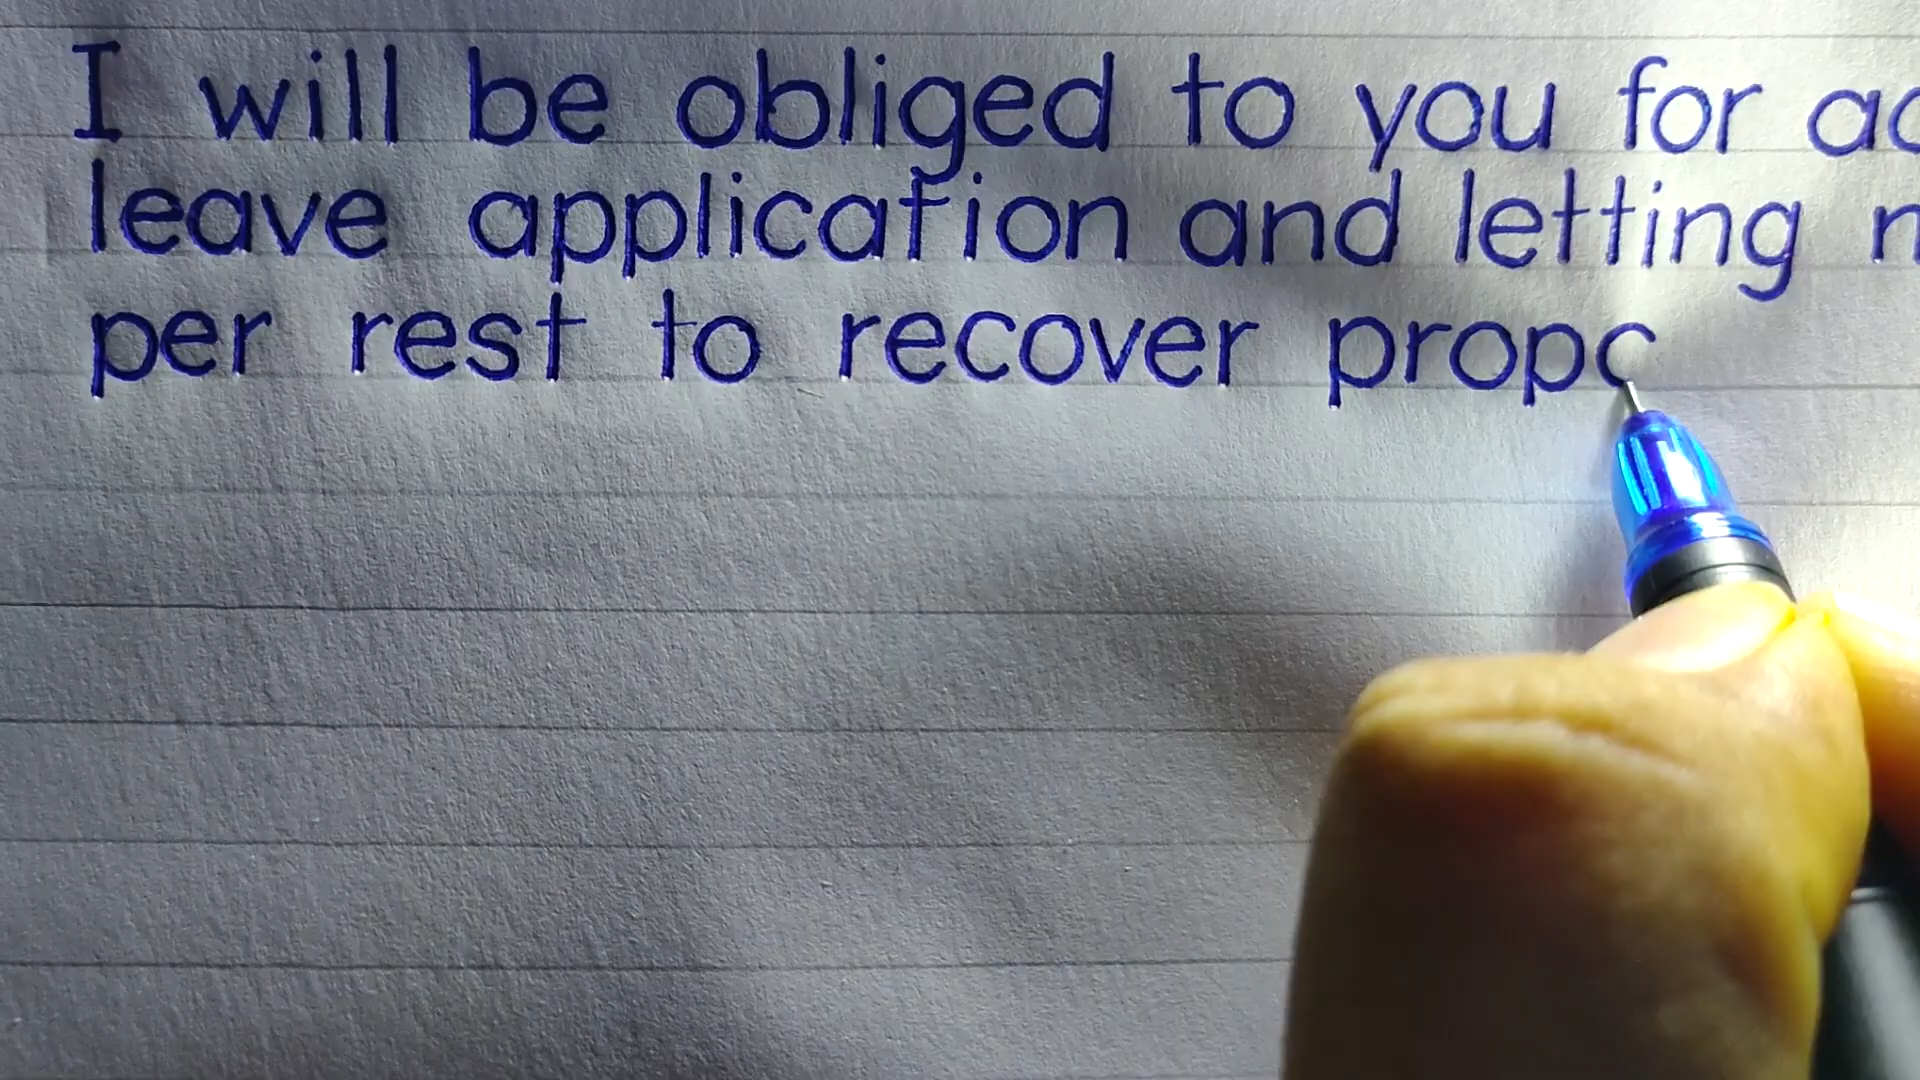 I will be obliged to you for ac
leave application and letting
per rest to recover propc